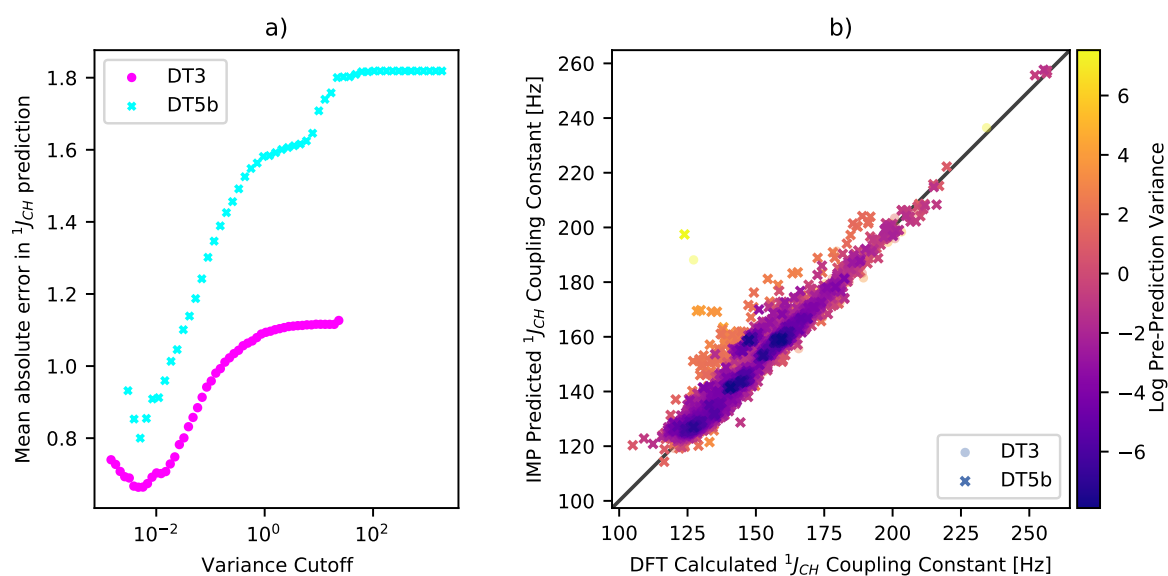 a)
Mean absolute error in ¹J_CH prediction
1.8
1.6
1.4
1.2
1.0
0.8
DT3
DT5b
10⁻²
10⁰
10²
Variance Cutoff
b)
IMP Predicted ¹J_CH Coupling Constant [Hz]
260
240
220
200
180
160
140
120
100
DT3
DT5b
100
125
150
175
200
225
250
DFT Calculated ¹J_CH Coupling Constant [Hz]
6
4
2
0
−2
−4
−6
Log Pre-Prediction Variance